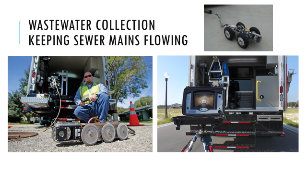 WASTEWATER COLLECTION
KEEPING SEWER MAINS FLOWING